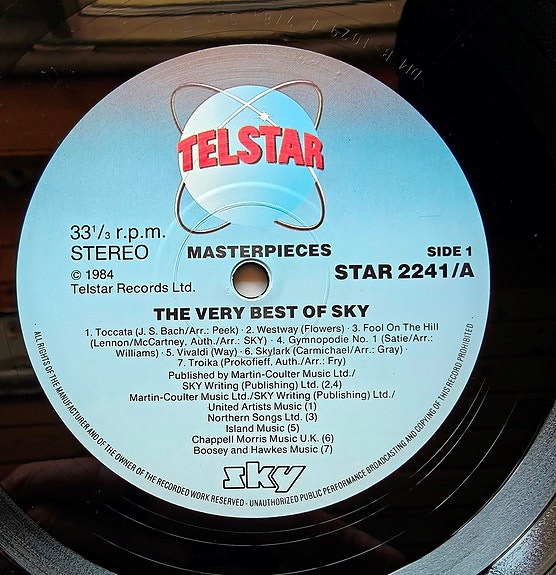 TELSTAR
33 1/3 r.p.m.
STEREO
© 1984
Telstar Records Ltd.
MASTERPIECES
SIDE 1
STAR 2241/A
THE VERY BEST OF SKY
1. Toccata (J. S. Bach/Arr.: Peek) · 2. Westway (Flowers) · 3. Fool On The Hill
(Lennon/McCartney, Auth./Arr.: Sky) · 4. Gymnopodie No. 1 (Satie/Arr.:
Williams) · 5. Vivaldi (Way) · 6. Skylark (Carmichael/Arr.: Gray) ·
7. Troika (Prokofieff, Auth./Arr.: Fry)
Published by Martin-Coulter Music Ltd./
SKY Writing (Publishing) Ltd. (2,4)
Martin-Coulter Music Ltd./SKY Writing (Publishing) Ltd./
United Artists Music (1)
Northern Songs Ltd. (3)
Island Music (5)
Chappell Morris Music U.K. (6)
Boosey and Hawkes Music (7)
sky
· ALL RIGHTS OF THE MANUFACTURER AND OF THE OWNER OF THE RECORDED WORK RESERVED - UNAUTHORIZED PUBLIC PERFORMANCE BROADCASTING AND COPYING OF THIS RECORD PROHIBITED ·